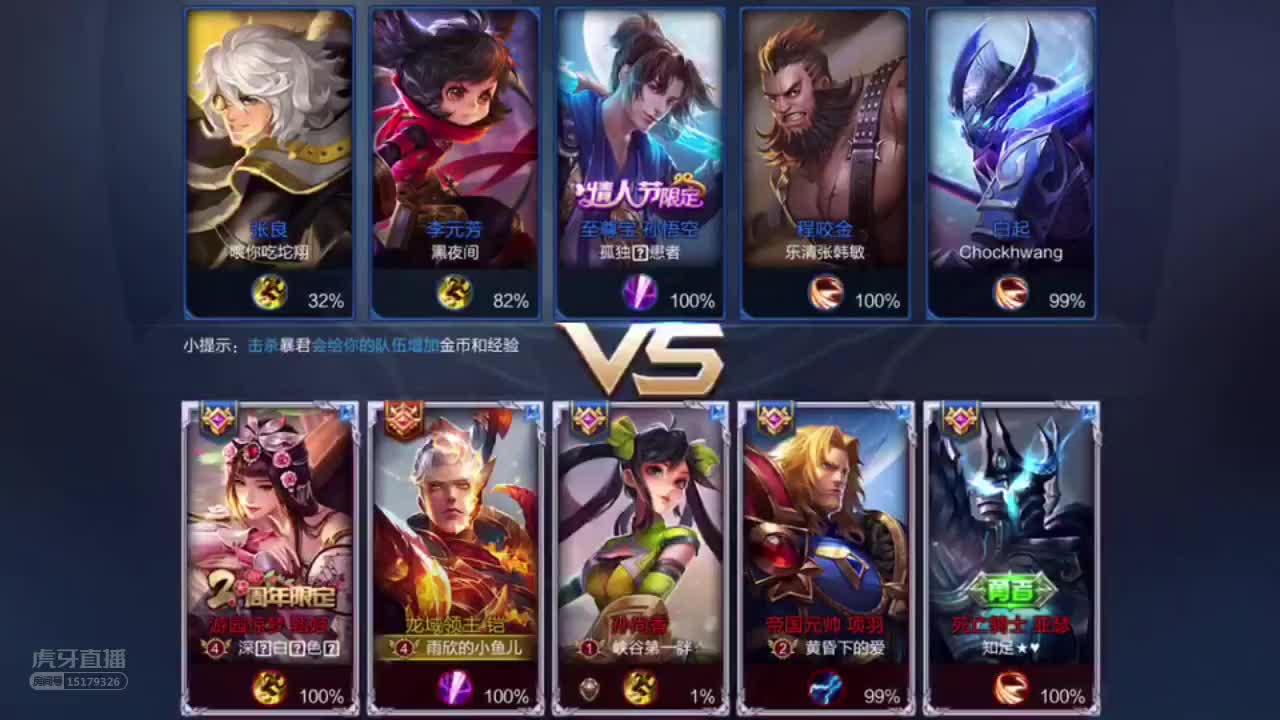 情人节限定
张良
李元芳
至尊宝 孙悟空
程咬金
白起
喂你吃坨翔
黑夜间
孤独 患者
乐清张韩敏
Chockhwang
32%
82%
100%
100%
99%
小提示：击杀暴君会给你的队伍增加金币和经验
VS
2周年限定
勇者
游园惊梦
龙域领主 铠
孙尚香
帝国元帅 项羽
死亡骑士 亚瑟
4 深 白 色
4 雨欣的小鱼儿
1 峡谷第一
2 黄昏下的爱
知足★♥
100%
100%
1%
99%
100%
虎牙直播
房间号 15179326